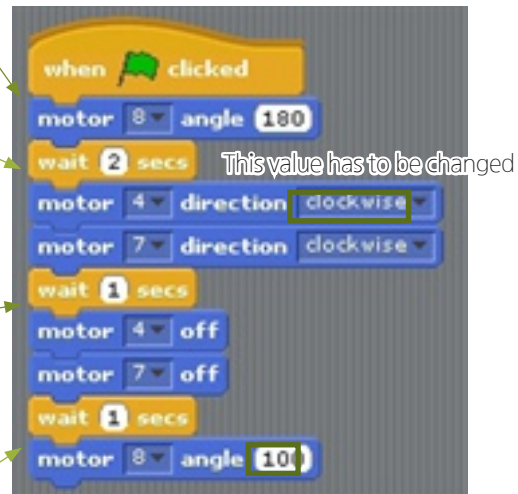 when clicked
motor 8 angle 180
wait 2 secs
This value has to be changed
motor 4 direction clockwise
motor 7 direction clockwise
wait 1 secs
motor 4 off
motor 7 off
wait 1 secs
motor 8 angle 100